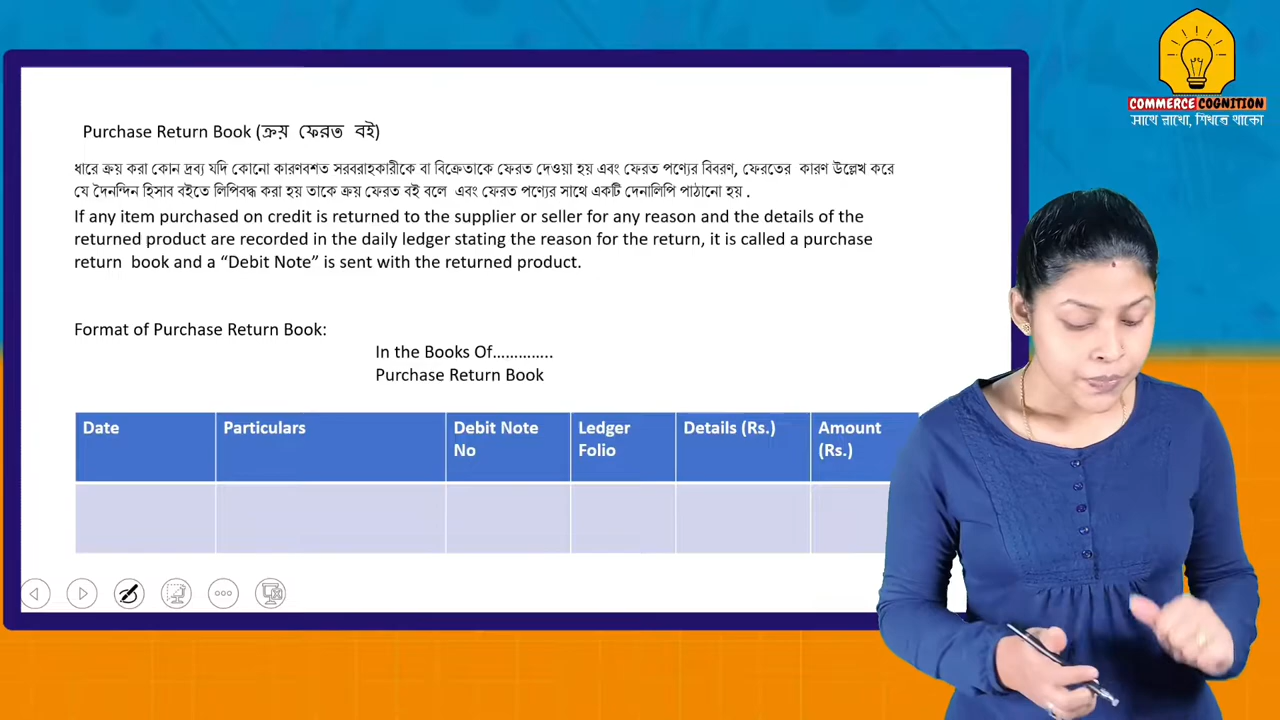 COMMERCE COGNITION
সাথে রাখো, শিখতে থাকো
Purchase Return Book (ক্রয় ফেরত বই)
ধারে ক্রয় করা কোন দ্রব্য যদি কোনো কারণবশত সরবরাহকারীকে বা বিক্রেতাকে ফেরত দেওয়া হয় এবং ফেরত পণ্যের বিবরণ, ফেরতের কারণ উল্লেখ করে
যে দৈনন্দিন হিসাব বইতে লিপিবদ্ধ করা হয় তাকে ক্রয় ফেরত বই বলে এবং ফেরত পণ্যের সাথে একটি দেনালিপি পাঠানো হয় .
If any item purchased on credit is returned to the supplier or seller for any reason and the details of the
returned product are recorded in the daily ledger stating the reason for the return, it is called a purchase
return book and a “Debit Note” is sent with the returned product.
Format of Purchase Return Book:
In the Books Of…………..
Purchase Return Book
Date Particulars Debit Note No Ledger Folio Details (Rs.) Amount (Rs.)